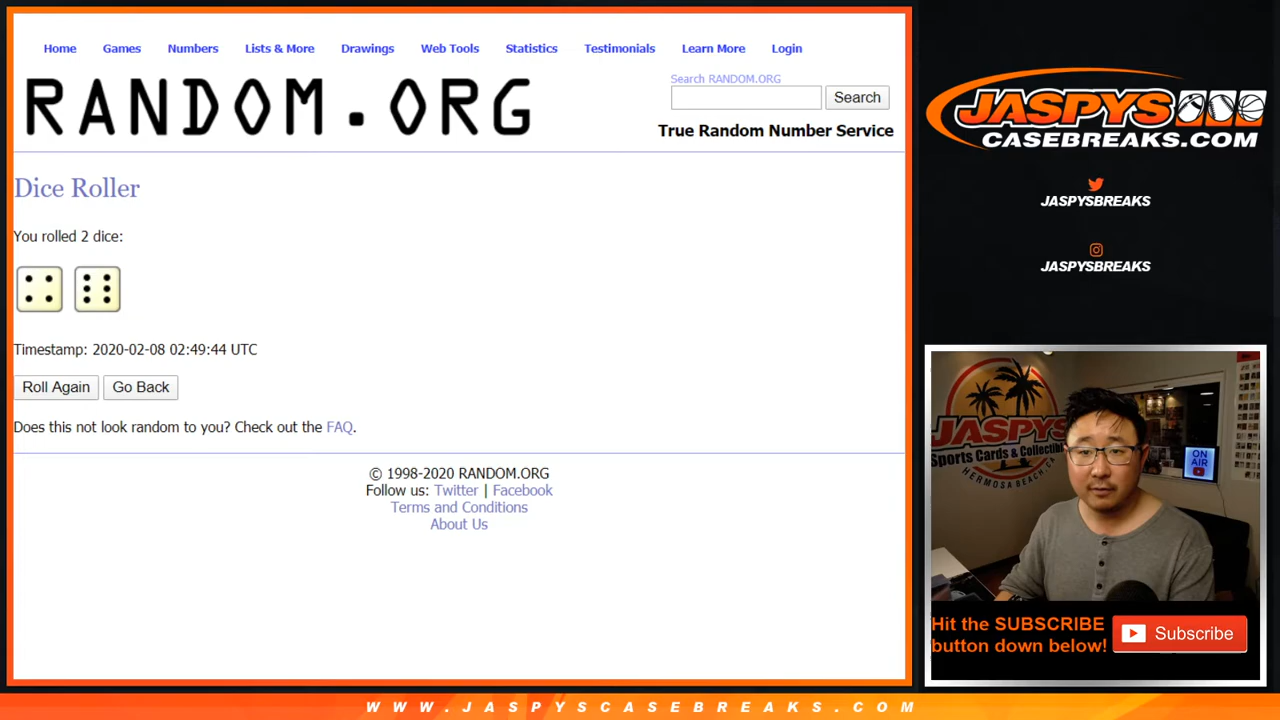 Home Games Numbers Lists & More Drawings Web Tools Statistics Testimonials Learn More Login
RANDOM.ORG
Search RANDOM.ORG
Search
True Random Number Service
Dice Roller
You rolled 2 dice:
Timestamp: 2020-02-08 02:49:44 UTC
Roll Again Go Back
Does this not look random to you? Check out the FAQ.
© 1998-2020 RANDOM.ORG
Follow us: Twitter | Facebook
Terms and Conditions
About Us
JASPYS
CASEBREAKS.COM
JASPYSBREAKS
JASPYSBREAKS
JASPYS
Sports Cards & Collectib
HERMOSA BEACH, CA
ON
AIR
Hit the SUBSCRIBE
button down below!
Subscribe
WWW.JASPYSCASEBREAKS.COM